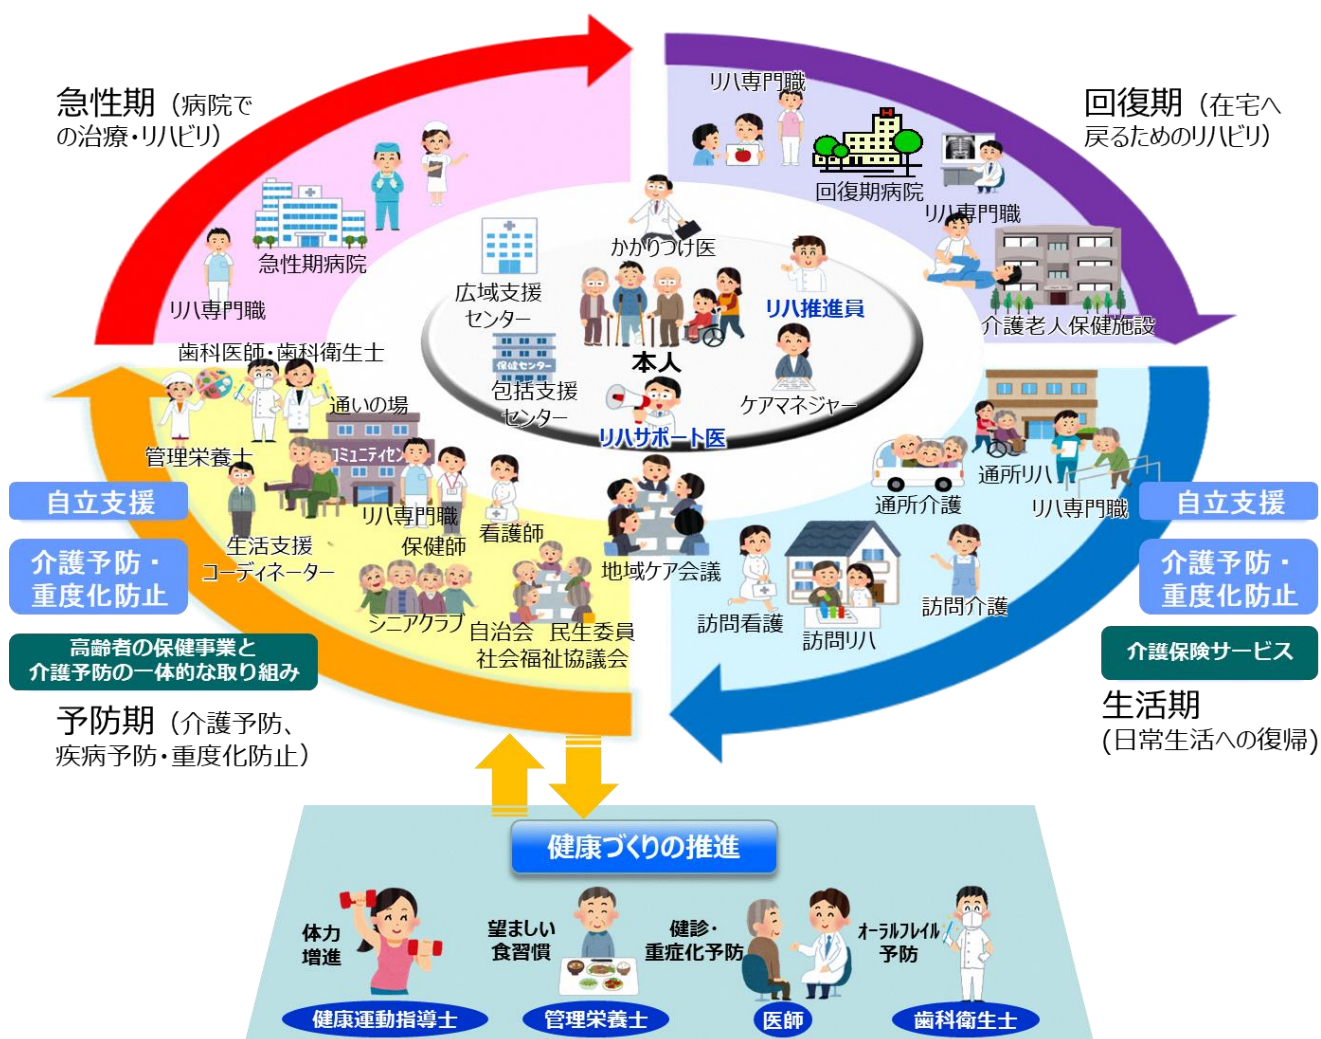 急性期（病院で
の治療・リハビリ）
リハ専門職
急性期病院
リハ専門職
回復期病院
リハ専門職
介護老人保健施設
回復期（在宅へ
戻るためのリハビリ）
かかりつけ医
広域支援
センター
リハ推進員
本人
保健センター
包括支援
センター
ケアマネジャー
リハサポート医
歯科医師・歯科衛生士
通いの場
管理栄養士
コミュニティセン
リハ専門職
保健師
看護師
生活支援
コーディネーター
シニアクラブ
自治会　民生委員
社会福祉協議会
地域ケア会議
通所リハ
通所介護
リハ専門職
訪問看護
訪問リハ
訪問介護
自立支援
介護予防・
重度化防止
高齢者の保健事業と
介護予防の一体的な取り組み
予防期（介護予防、
疾病予防・重度化防止）
自立支援
介護予防・
重度化防止
介護保険サービス
生活期
(日常生活への復帰)
健康づくりの推進
体力
増進
望ましい
食習慣
健診・
重症化予防
オーラルフレイル
予防
健康運動指導士
管理栄養士
医師
歯科衛生士